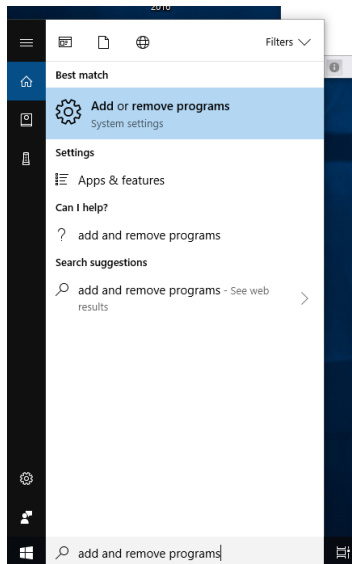 2016
Filters
Best match
Add or remove programs
System settings
Settings
Apps & features
Can I help?
? add and remove programs
Search suggestions
add and remove programs - See web
results
add and remove programs